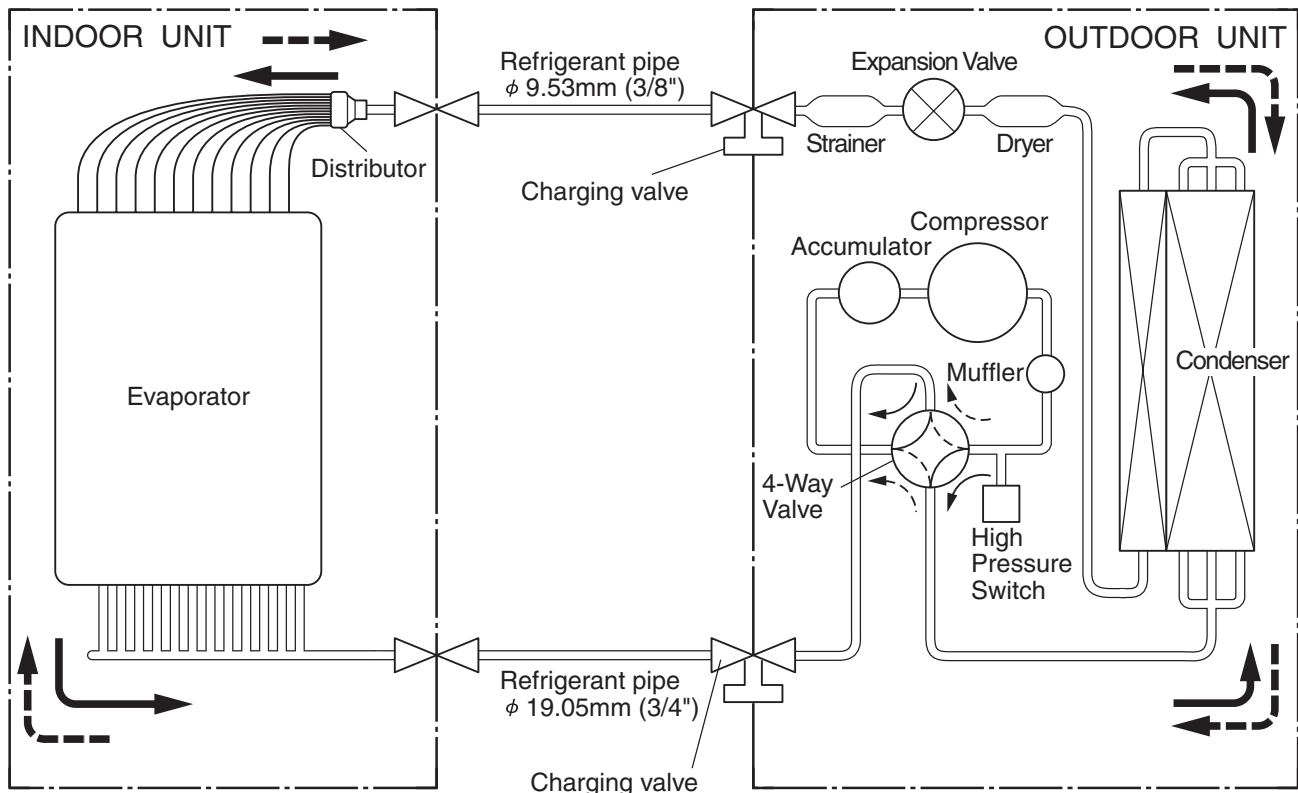 INDOOR UNIT
OUTDOOR UNIT
Refrigerant pipe
ϕ 9.53mm (3/8")
Expansion Valve
Strainer
Dryer
Distributor
Charging valve
Compressor
Accumulator
Evaporator
Muffler
Condenser
4-Way
Valve
High
Pressure
Switch
Refrigerant pipe
ϕ 19.05mm (3/4")
Charging valve